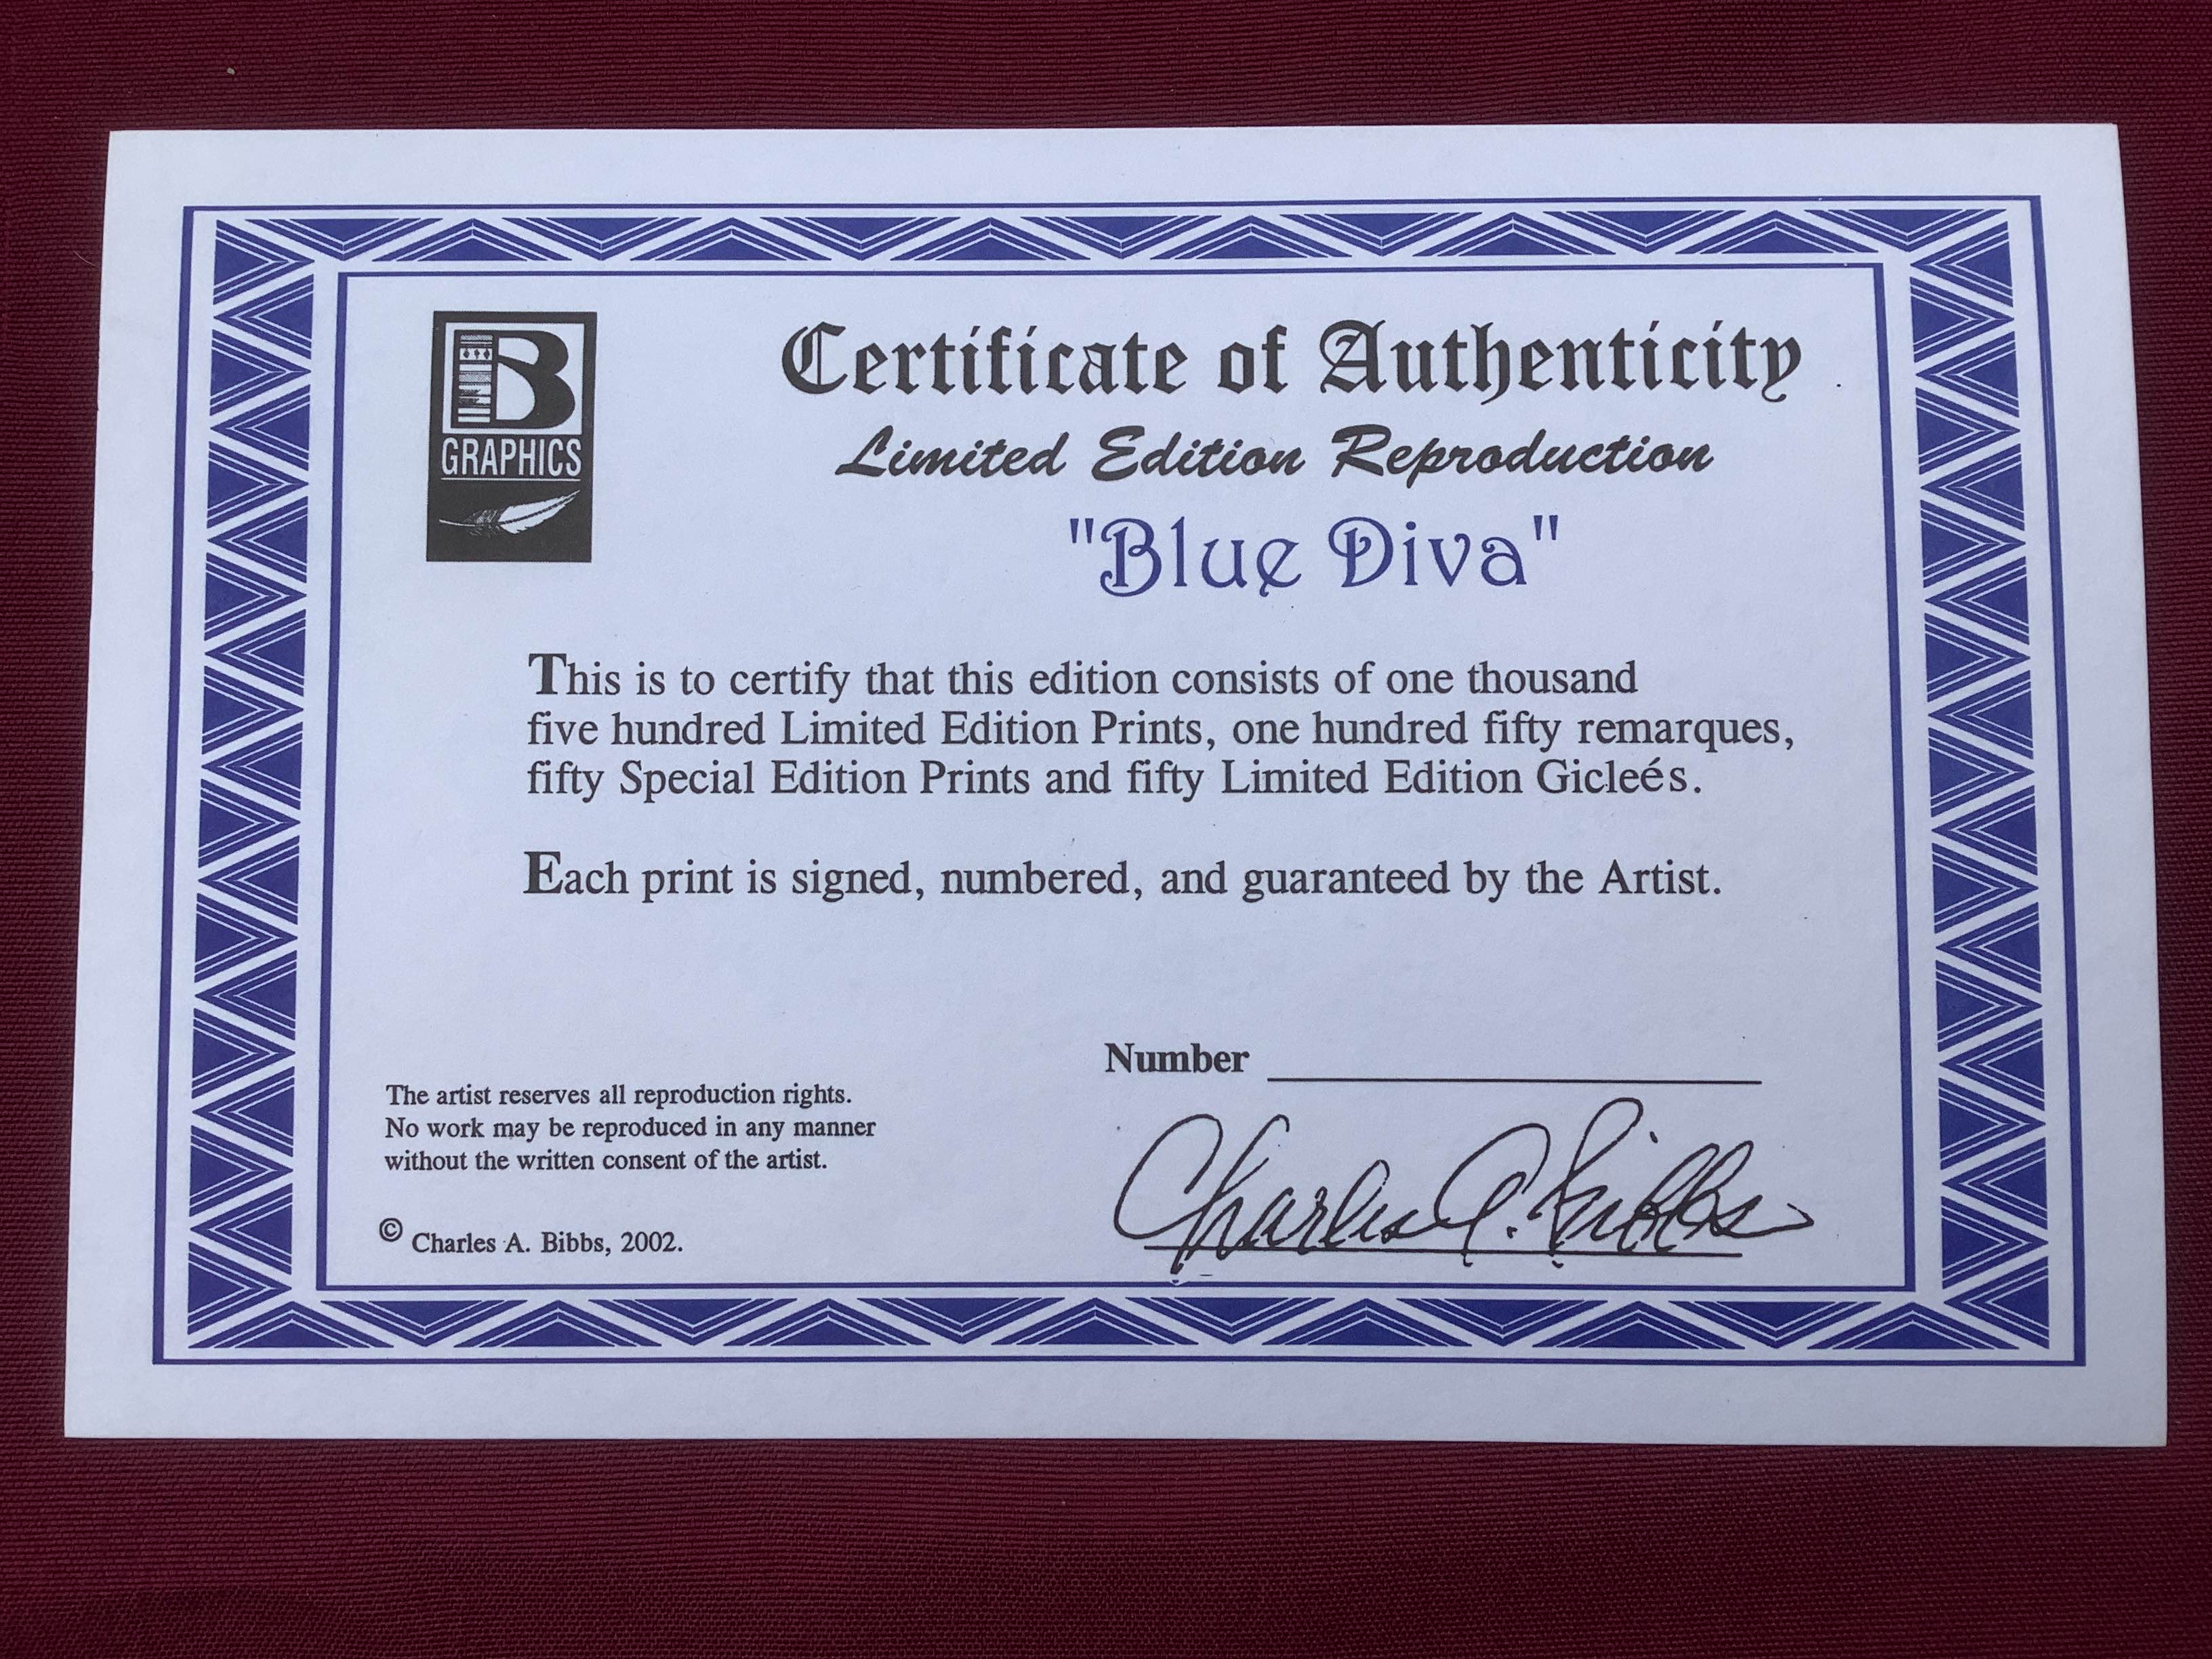 B
GRAPHICS
Certificate of Authenticity
Limited Edition Reproduction
"Blue Diva"
This is to certify that this edition consists of one thousand
five hundred Limited Edition Prints, one hundred fifty remarques,
fifty Special Edition Prints and fifty Limited Edition Gicleés.
Each print is signed, numbered, and guaranteed by the Artist.
Number
The artist reserves all reproduction rights.
No work may be reproduced in any manner
without the written consent of the artist.
© Charles A. Bibbs, 2002.
Charles A. Bibbs